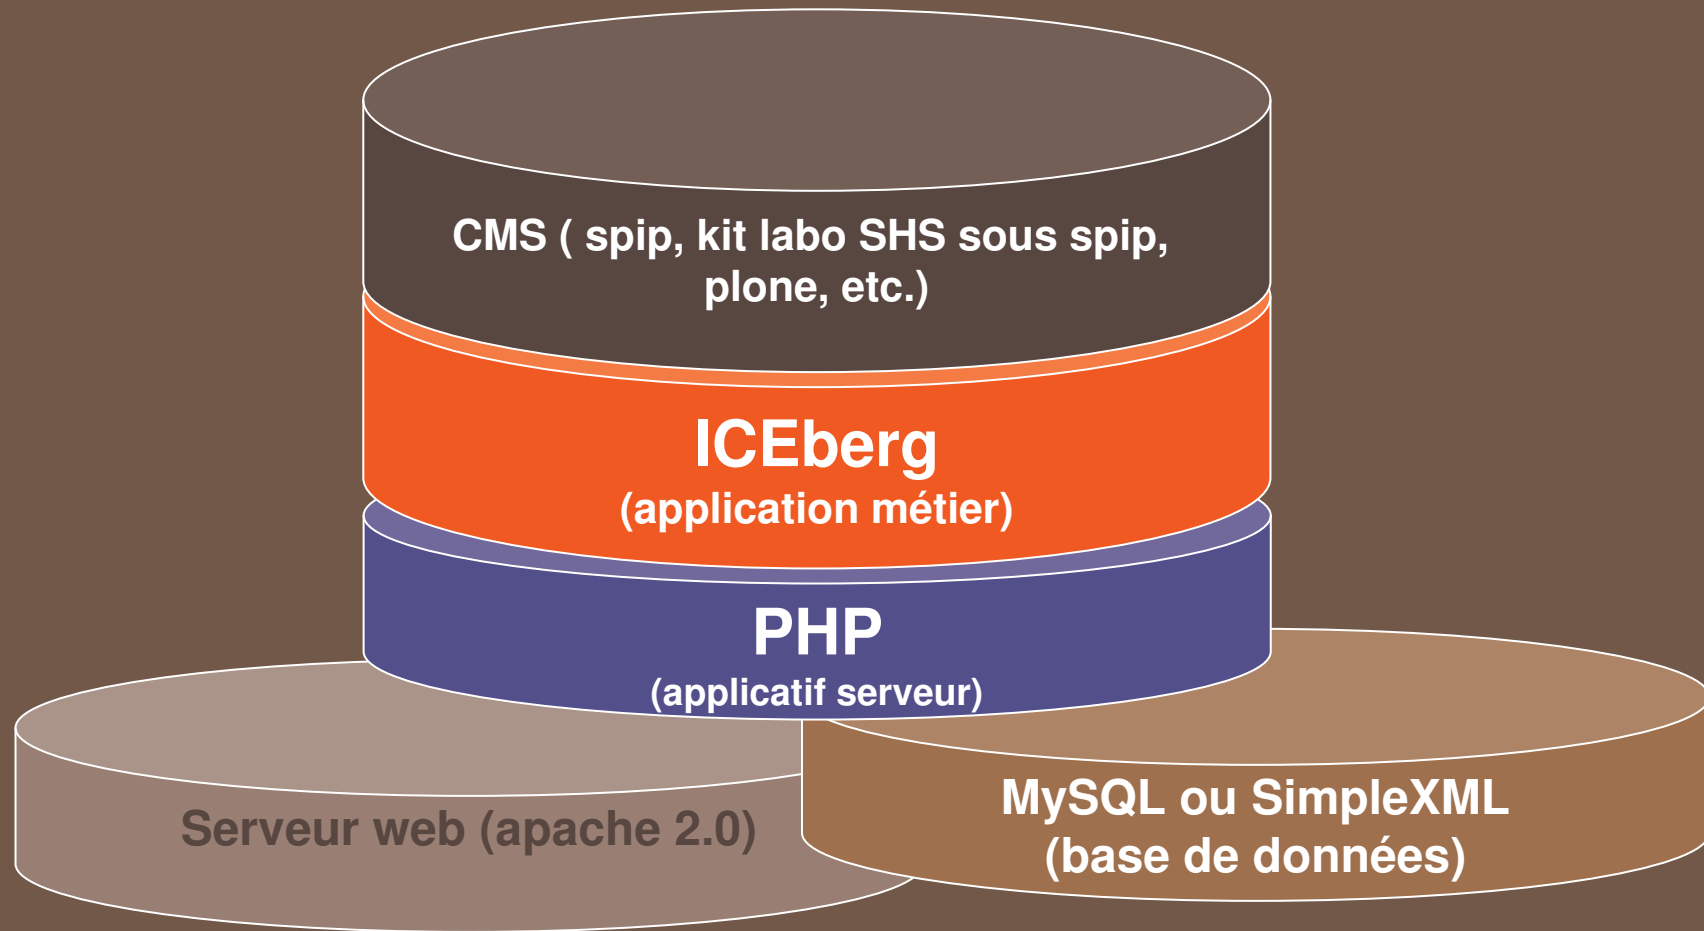 CMS ( spip, kit labo SHS sous spip,
plone, etc.)
ICEberg
(application métier)
PHP
(applicatif serveur)
Serveur web (apache 2.0)
MySQL ou SimpleXML
(base de données)